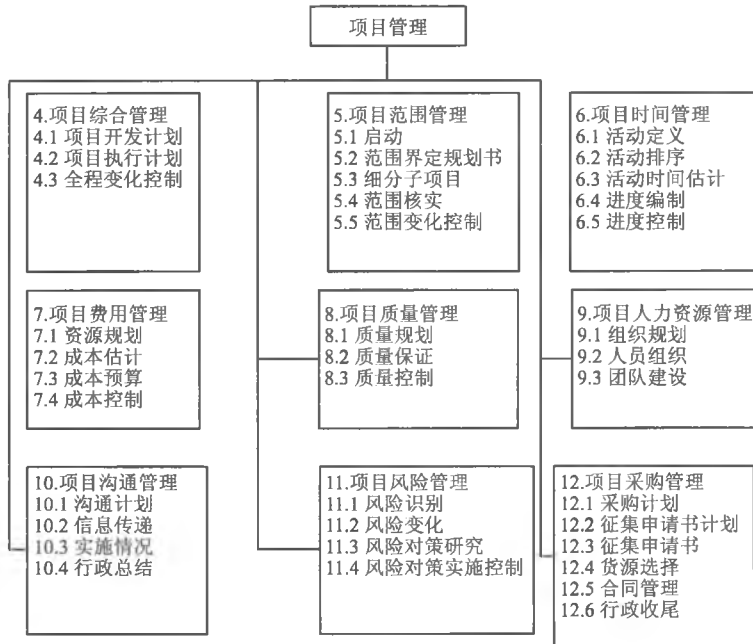 项目管理
4.项目综合管理
4.1 项目开发计划
4.2 项目执行计划
4.3 全程变化控制
5.项目范围管理
5.1 启动
5.2 范围界定规划书
5.3 细分子项目
5.4 范围核实
5.5 范围变化控制
6.项目时间管理
6.1 活动定义
6.2 活动排序
6.3 活动时间估计
6.4 进度编制
6.5 进度控制
7.项目费用管理
7.1 资源规划
7.2 成本估计
7.3 成本预算
7.4 成本控制
8.项目质量管理
8.1 质量规划
8.2 质量保证
8.3 质量控制
9.项目人力资源管理
9.1 组织规划
9.2 人员组织
9.3 团队建设
10.项目沟通管理
10.1 沟通计划
10.2 信息传递
10.3 实施情况
10.4 行政总结
11.项目风险管理
11.1 风险识别
11.2 风险变化
11.3 风险对策研究
11.4 风险对策实施控制
12.项目采购管理
12.1 采购计划
12.2 征集申请书计划
12.3 征集申请书
12.4 货源选择
12.5 合同管理
12.6 行政收尾